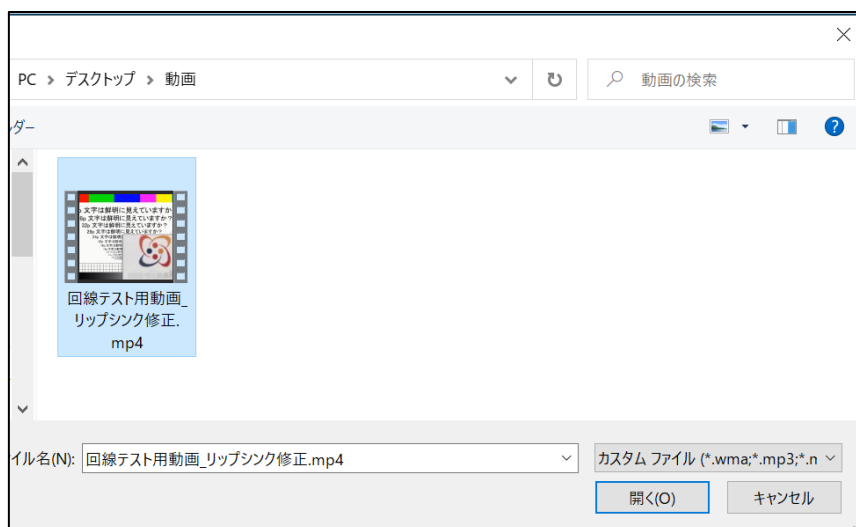 PC > デスクトップ > 動画
動画の検索
ルダー
文字は鮮明に見えていますか
文字は鮮明に見えていますか?
32p 文字は鮮明に見えていますか?
28p 文字は鮮明に見えていますか?
回線テスト用動画_
リップシンク修正.
mp4
イル名(N):
回線テスト用動画_リップシンク修正.mp4
カスタム ファイル (*.wma;*.mp3;*.n
開く(O)
キャンセル